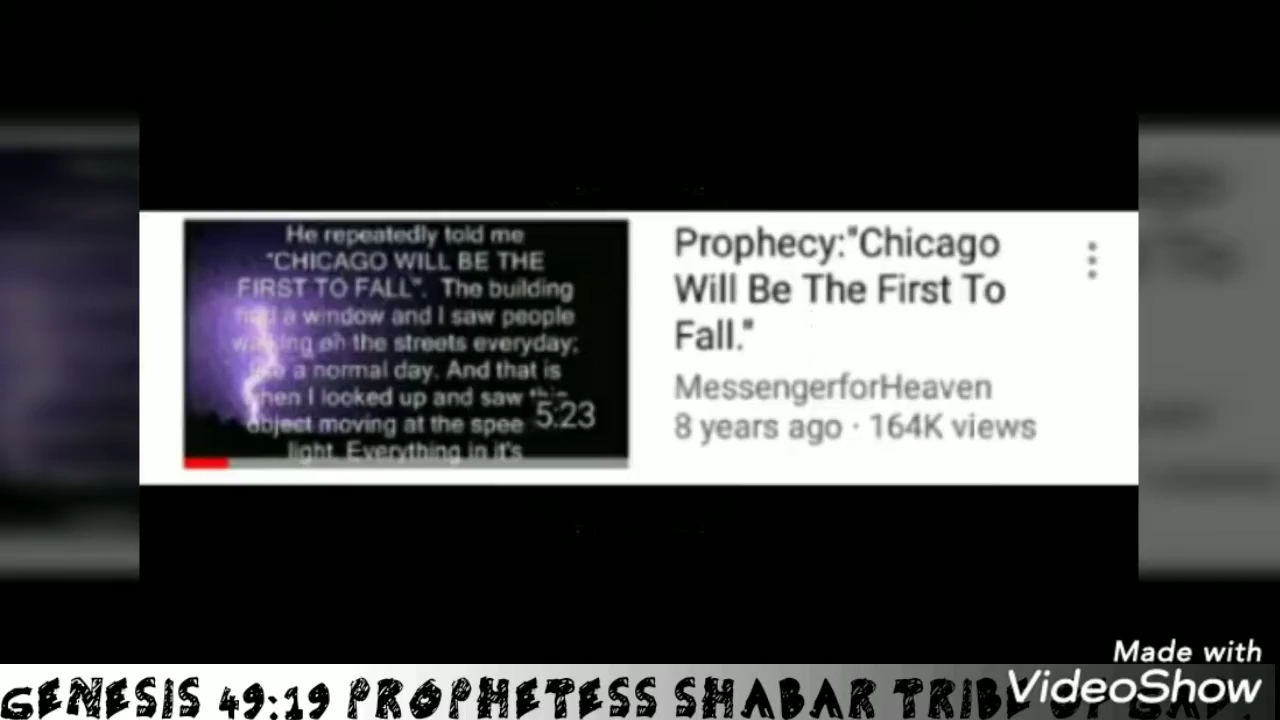 He repeatedly told me
"CHICAGO WILL BE THE
FIRST TO FALL". The building
a window and I saw people
the streets everyday;
a normal day. And that is
I looked up and saw
object moving at the
light. Everything in it's
5:23
Prophecy:"Chicago
Will Be The First To
Fall."
MessengerforHeaven
8 years ago · 164K views
Made with
VideoShow
GENESIS 49:19 PROPHETESS SHABAR TRIBE